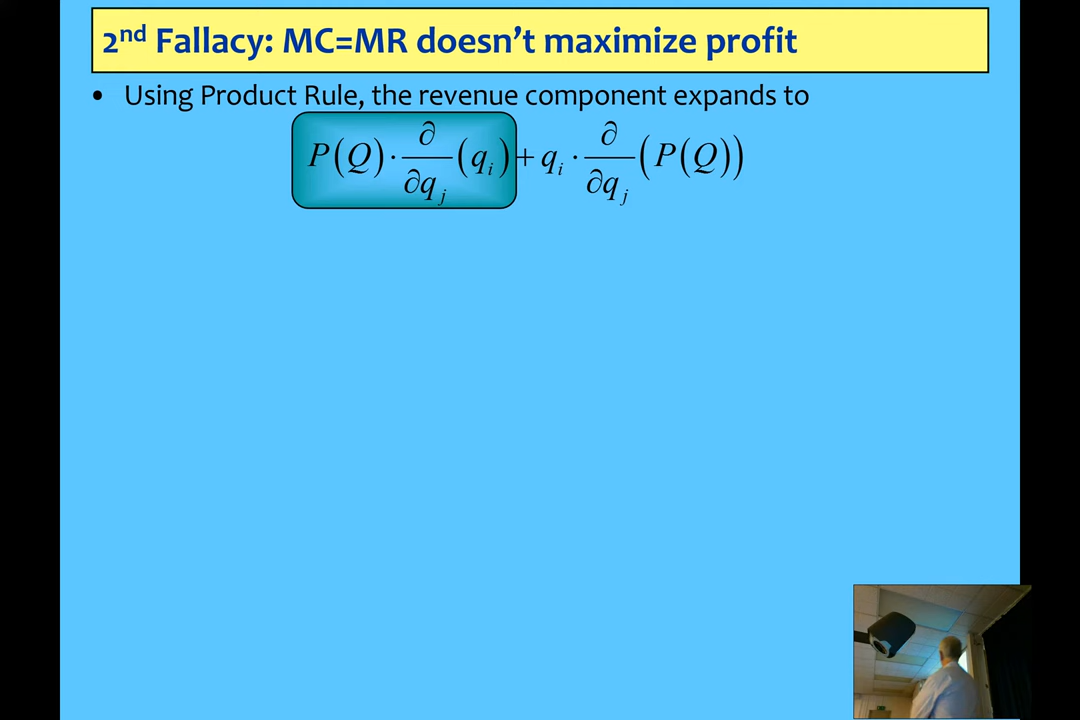 2nd Fallacy: MC=MR doesn't maximize profit
• Using Product Rule, the revenue component expands to
P(Q)·∂/∂q_j(q_i)+q_i·∂/∂q_j(P(Q))